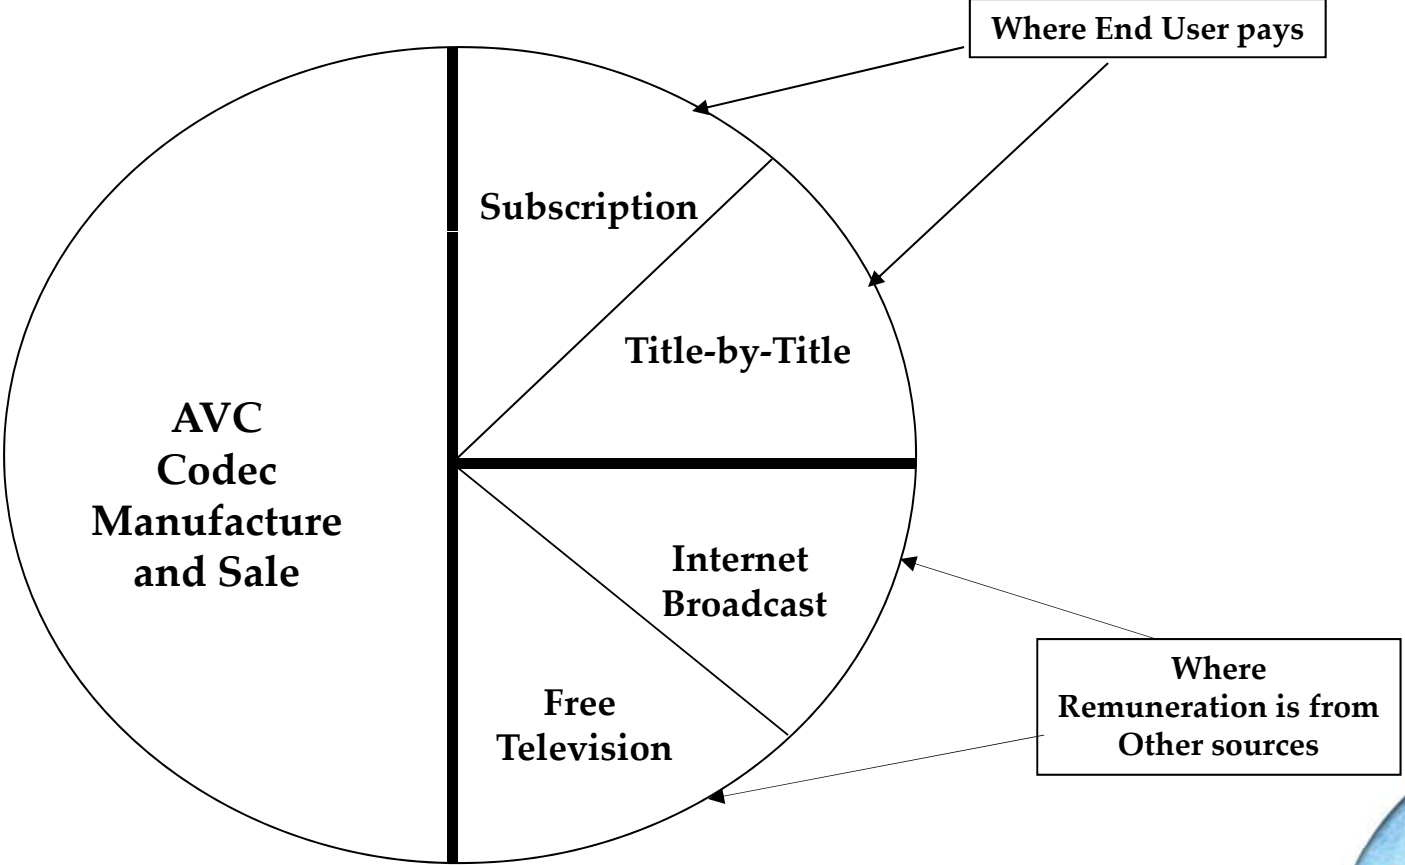 Where End User pays
Subscription
Title-by-Title
AVC
Codec
Manufacture
and Sale
Internet
Broadcast
Free
Television
Where
Remuneration is from
Other sources